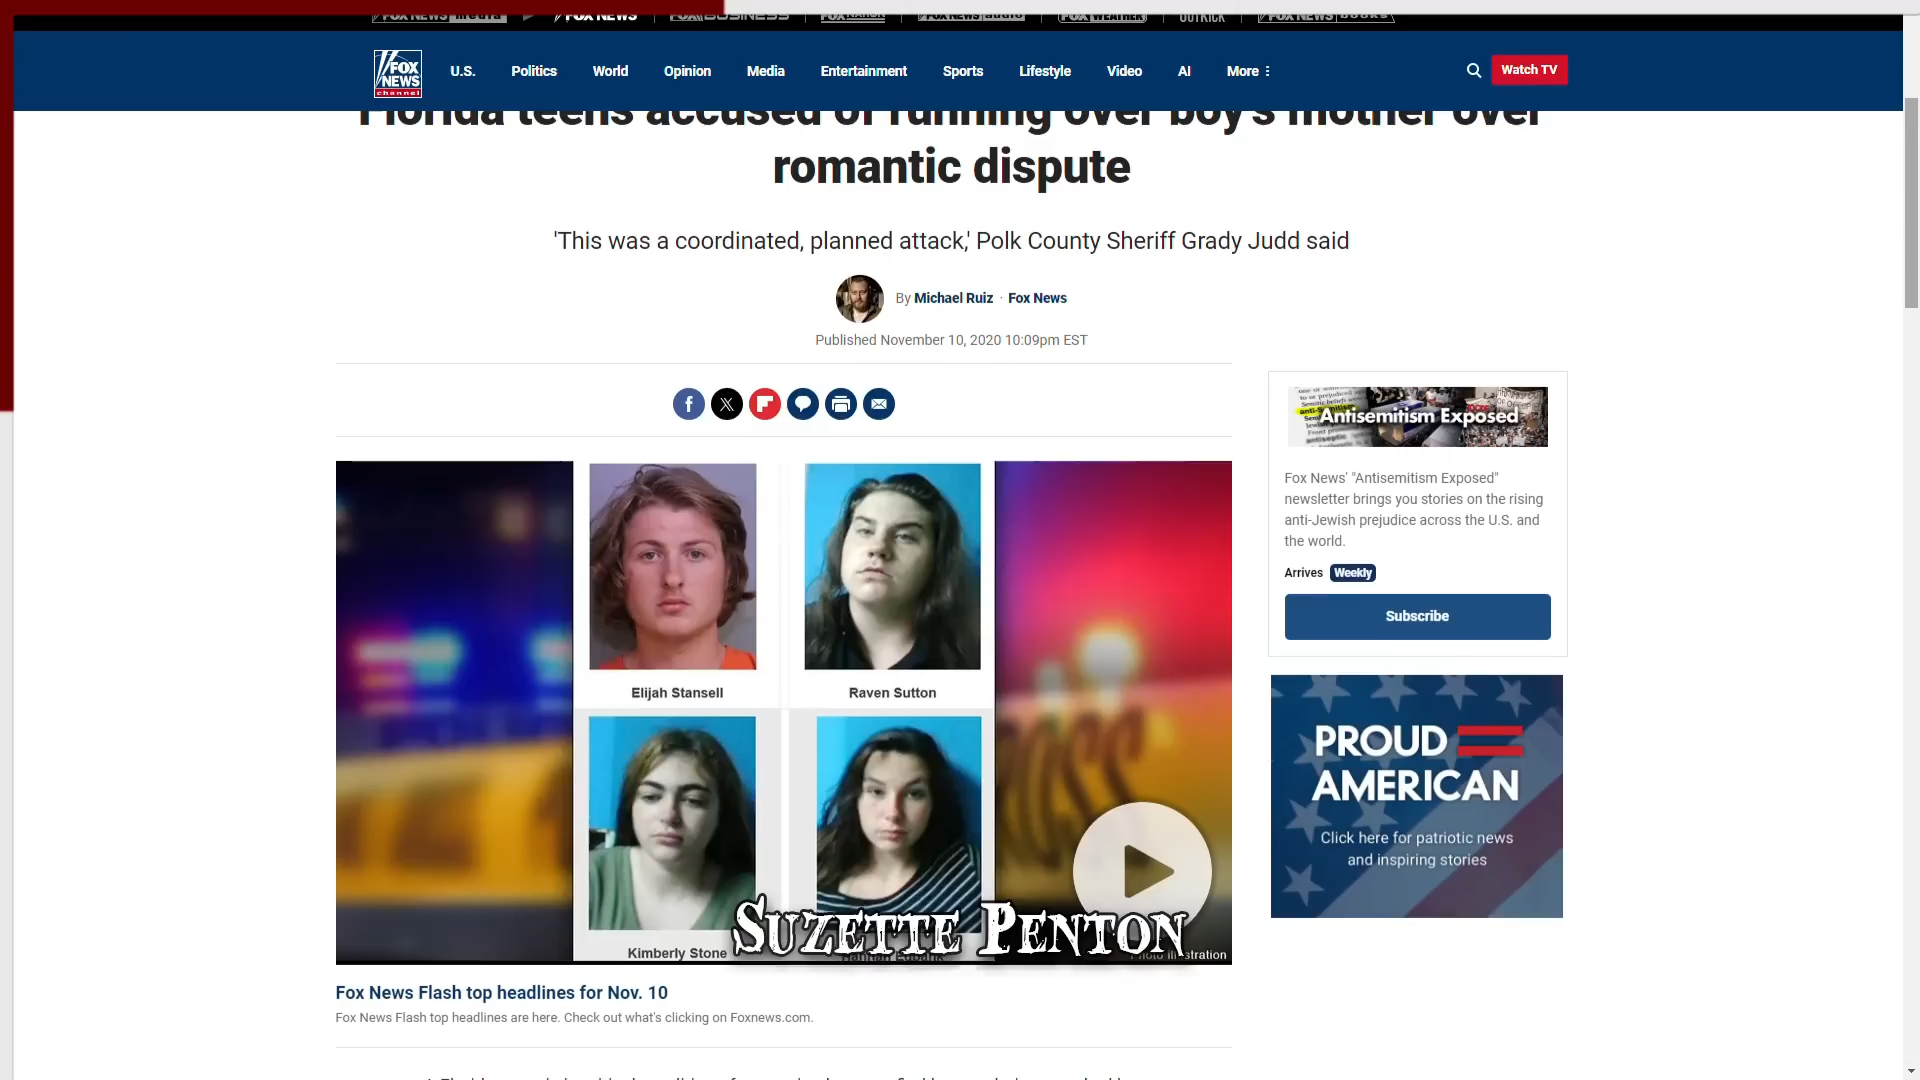 FOX NEWS media
FOX NEWS
FOX BUSINESS
FOX NATION
FOX NEWS audio
FOX WEATHER
OUTKICK
FOX NEWS books
FOX
NEWS
channel
U.S.
Politics
World
Opinion
Media
Entertainment
Sports
Lifestyle
Video
AI
More
Watch TV
Florida teens accused of running over boy's mother over
romantic dispute
'This was a coordinated, planned attack,' Polk County Sheriff Grady Judd said
By Michael Ruiz · Fox News
Published November 10, 2020 10:09pm EST
Elijah Stansell
Raven Sutton
Kimberly Stone
SUZETTE PENTON
Fox News Flash top headlines for Nov. 10
Fox News Flash top headlines are here. Check out what's clicking on Foxnews.com.
Antisemitism Exposed
Fox News' "Antisemitism Exposed"
newsletter brings you stories on the rising
anti-Jewish prejudice across the U.S. and
the world.
Arrives Weekly
Subscribe
PROUD
AMERICAN
Click here for patriotic news
and inspiring stories